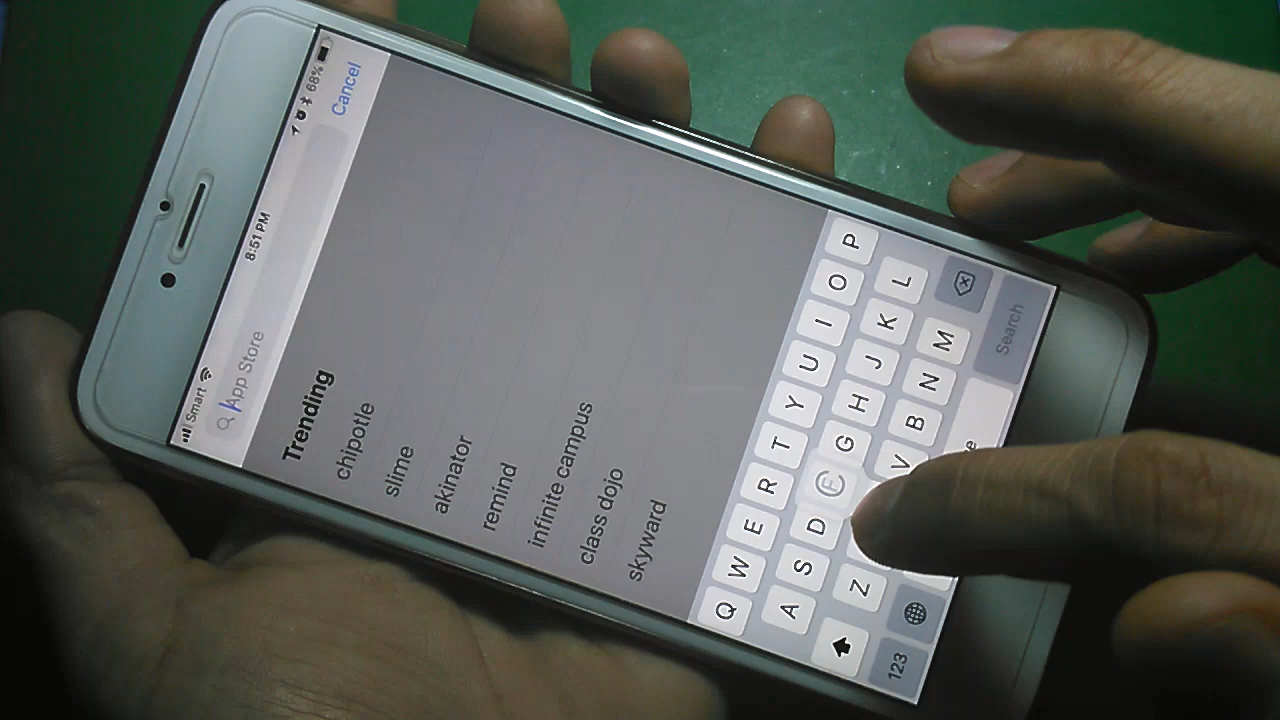 Smart 8:51 PM 68%
App Store Cancel
Trending
chipotle
slime
akinator
remind
infinite campus
class dojo
skyward
Q W E R T Y U I O P
A S D G H J K L
Z V B N M
123 Search